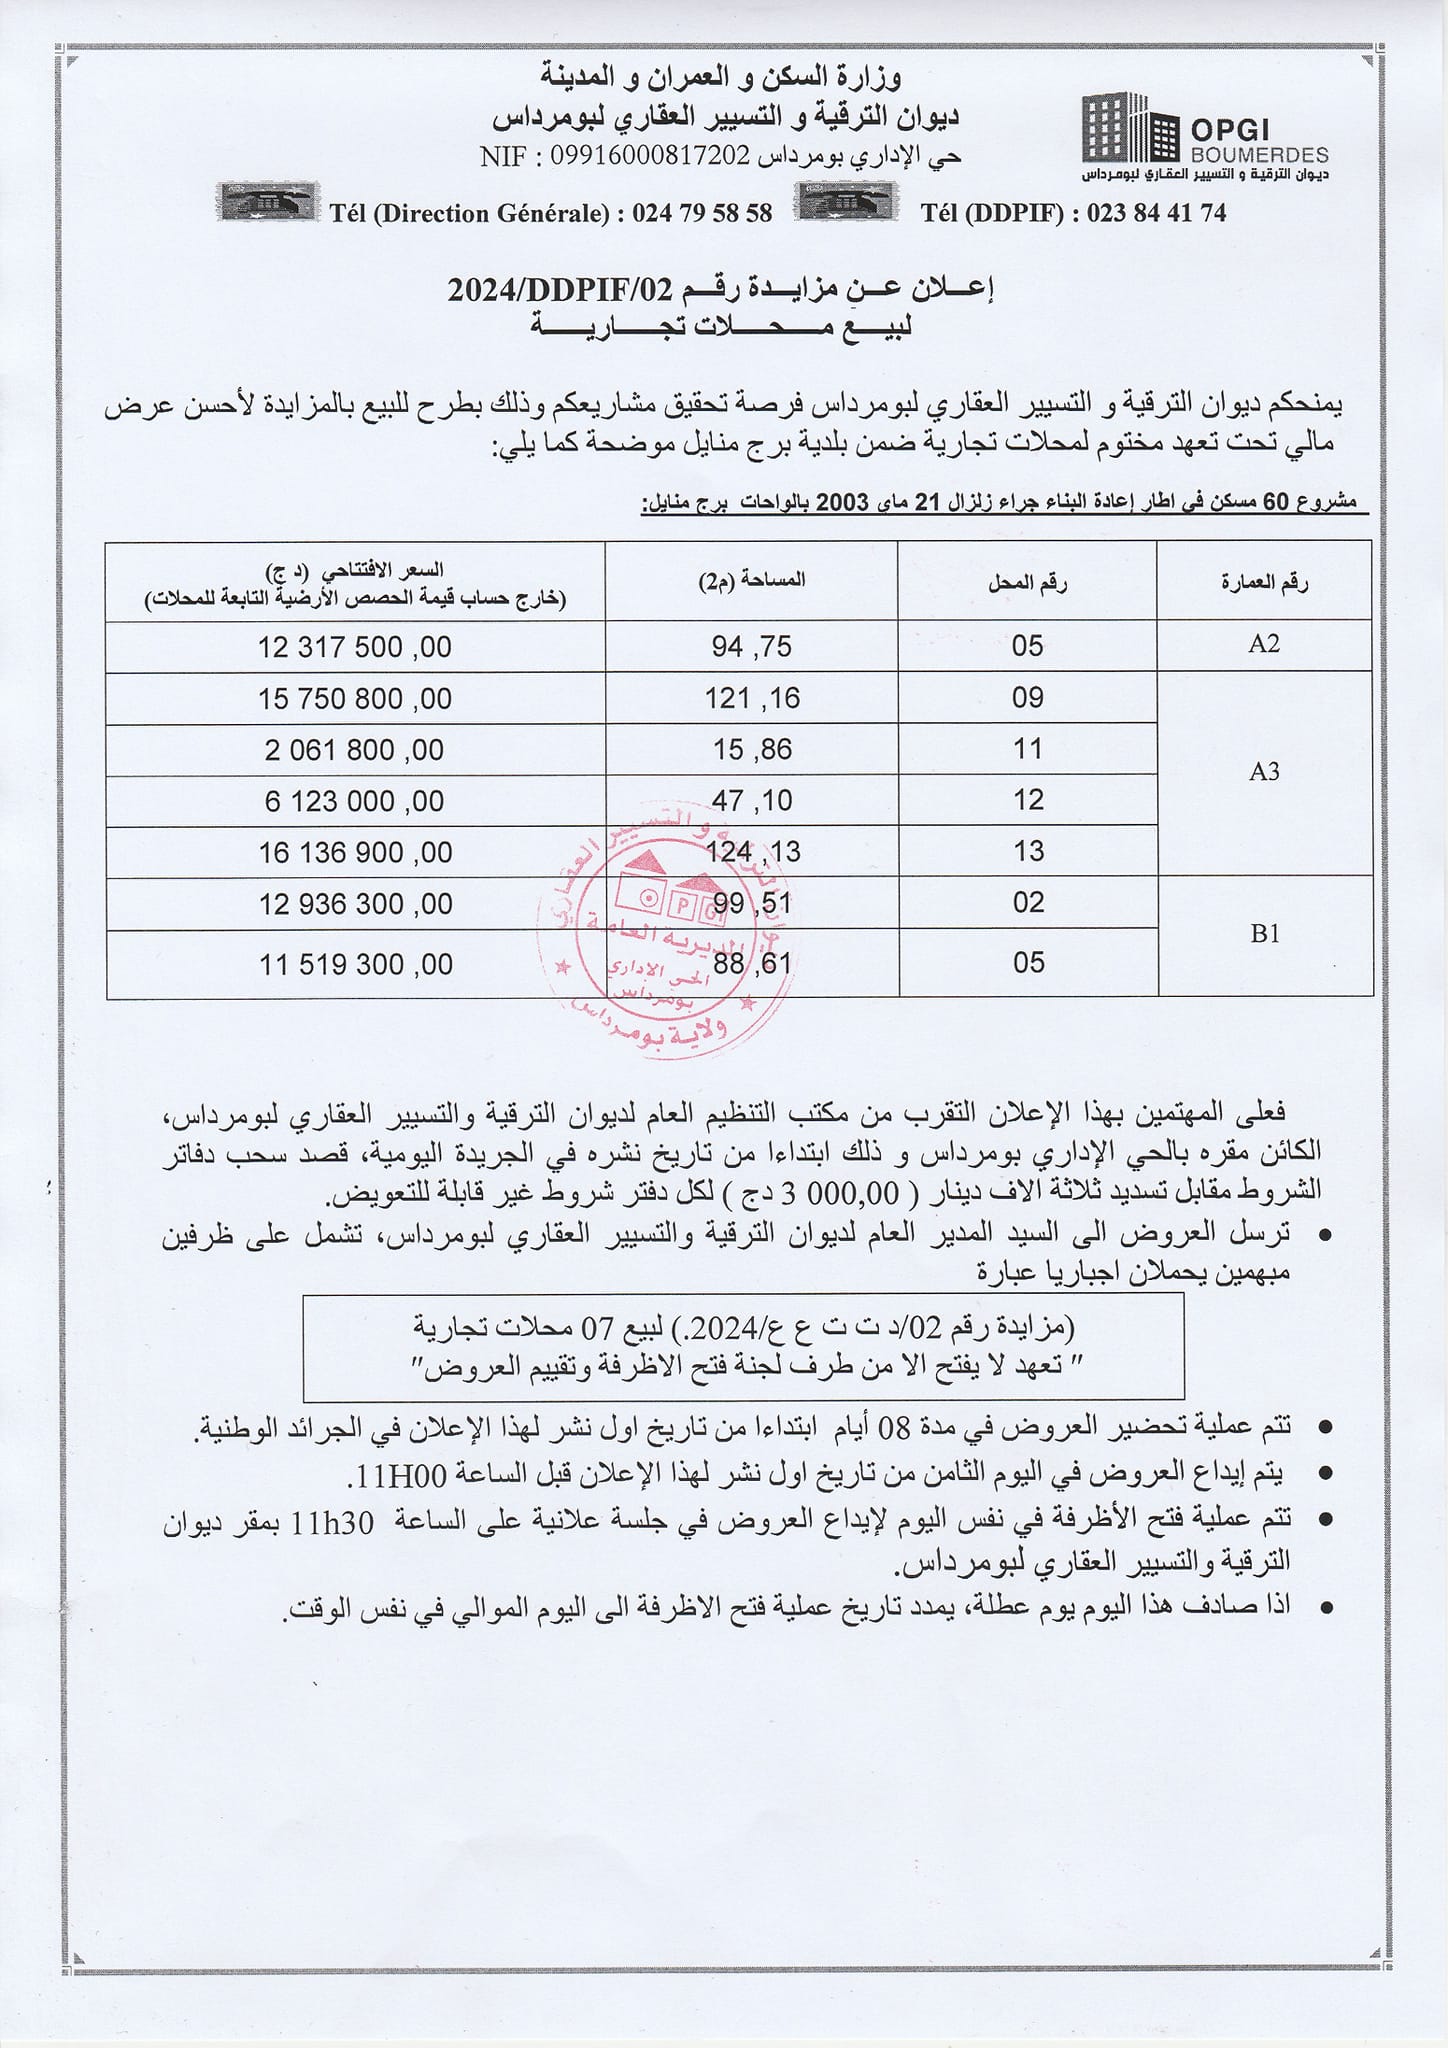 وزارة السكن و العمران و المدينة
ديوان الترقية و التسيير العقاري لبومرداس
حي الإداري بومرداس NIF : 09916000817202
OPGI
BOUMERDES
ديوان الترقية و التسيير العقاري لبومرداس
Tél (Direction Générale) : 024 79 58 58
Tél (DDPIF) : 023 84 41 74
إعـــلان عـــن مزايـــدة رقـــم 02/DDPIF/2024
لبيـــع محـــلات تجـــاريـــة
يمنحكم ديوان الترقية و التسيير العقاري لبومرداس فرصة تحقيق مشاريعكم وذلك بطرح للبيع بالمزايدة لأحسن عرض
مالي تحت تعهد مختوم لمحلات تجارية ضمن بلدية برج منايل موضحة كما يلي:
مشروع 60 مسكن في اطار إعادة البناء جراء زلزال 21 ماي 2003 بالواحات برج منايل:
رقم العمارة رقم المحل المساحة (م2) السعر الافتتاحي (د ج)
(خارج حساب قيمة الحصص الأرضية التابعة للمحلات)
A2 05 94 ,75 12 317 500 ,00
A3 09 121 ,16 15 750 800 ,00
11 15 ,86 2 061 800 ,00
12 47 ,10 6 123 000 ,00
13 124 ,13 16 136 900 ,00
B1 02 99 ,51 12 936 300 ,00
05 88 ,61 11 519 300 ,00
ديوان الترقية و التسيير العقاري
OPGI
المديرية العامة
الحي الإداري
بومرداس
ولاية بومرداس
فعلى المهتمين بهذا الإعلان التقرب من مكتب التنظيم العام لديوان الترقية والتسيير العقاري لبومرداس،
الكائن مقره بالحي الإداري بومرداس و ذلك ابتداءا من تاريخ نشره في الجريدة اليومية، قصد سحب دفاتر
الشروط مقابل تسديد ثلاثة الاف دينار ( 3 000,00 دج ) لكل دفتر شروط غير قابلة للتعويض.
• ترسل العروض الى السيد المدير العام لديوان الترقية والتسيير العقاري لبومرداس، تشمل على ظرفين
مبهمين يحملان اجباريا عبارة
(مزايدة رقم 02/د ت ت ع ع/2024.) لبيع 07 محلات تجارية
" تعهد لا يفتح الا من طرف لجنة فتح الاظرفة وتقييم العروض"
• تتم عملية تحضير العروض في مدة 08 أيام ابتداءا من تاريخ اول نشر لهذا الإعلان في الجرائد الوطنية.
• يتم إيداع العروض في اليوم الثامن من تاريخ اول نشر لهذا الإعلان قبل الساعة 11H00.
• تتم عملية فتح الأظرفة في نفس اليوم لإيداع العروض في جلسة علانية على الساعة 11h30 بمقر ديوان
الترقية والتسيير العقاري لبومرداس.
• اذا صادف هذا اليوم يوم عطلة، يمدد تاريخ عملية فتح الاظرفة الى اليوم الموالي في نفس الوقت.